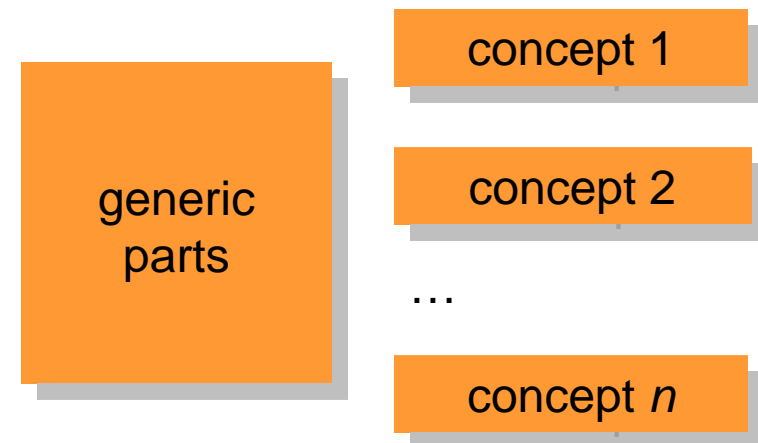 generic
parts
concept 1
concept 2
…
concept n